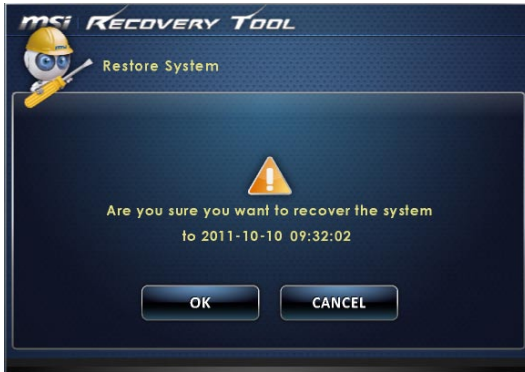 msi RECOVERY TOOL
Restore System
Are you sure you want to recover the system
to 2011-10-10 09:32:02
OK CANCEL